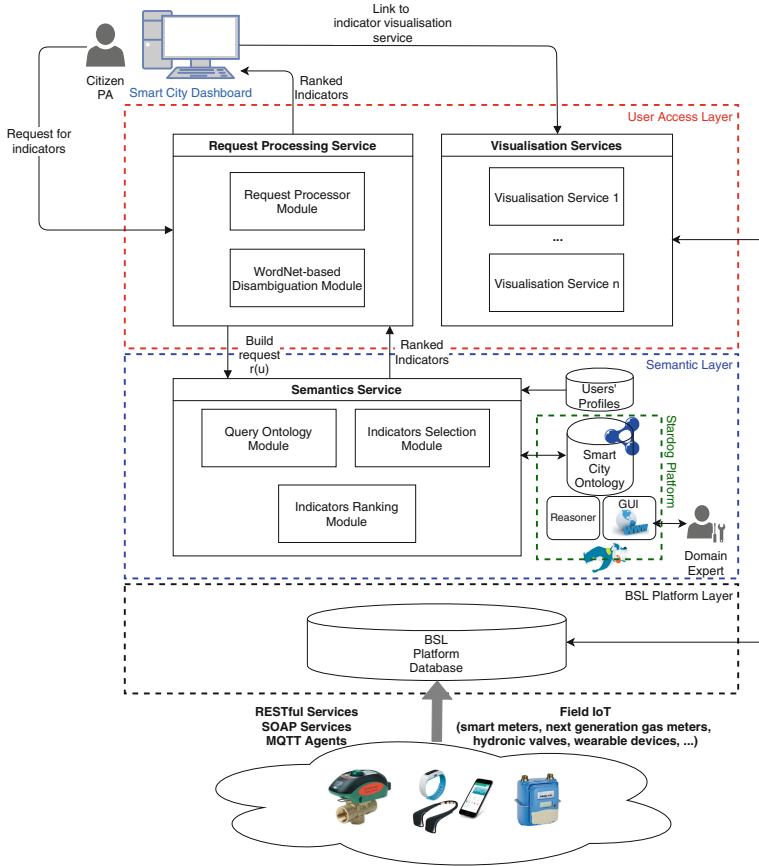 Link to
indicator visualisation
service
Citizen
PA
Smart City Dashboard
Ranked
Indicators
Request for
indicators
User Access Layer
Request Processing Service
Visualisation Services
Request Processor
Module
Visualisation Service 1
...
WordNet-based
Disambiguation Module
Visualisation Service n
Build
request
r(u)
Ranked
Indicators
Semantic Layer
Semantics Service
Users'
Profiles
Query Ontology
Module
Indicators Selection
Module
Smart
City
Ontology
Stardog Platform
Indicators Ranking
Module
Reasoner
GUI
WWW
Domain
Expert
BSL Platform Layer
BSL
Platform
Database
RESTful Services
SOAP Services
MQTT Agents
Field IoT
(smart meters, next generation gas meters,
hydronic valves, wearable devices, ...)